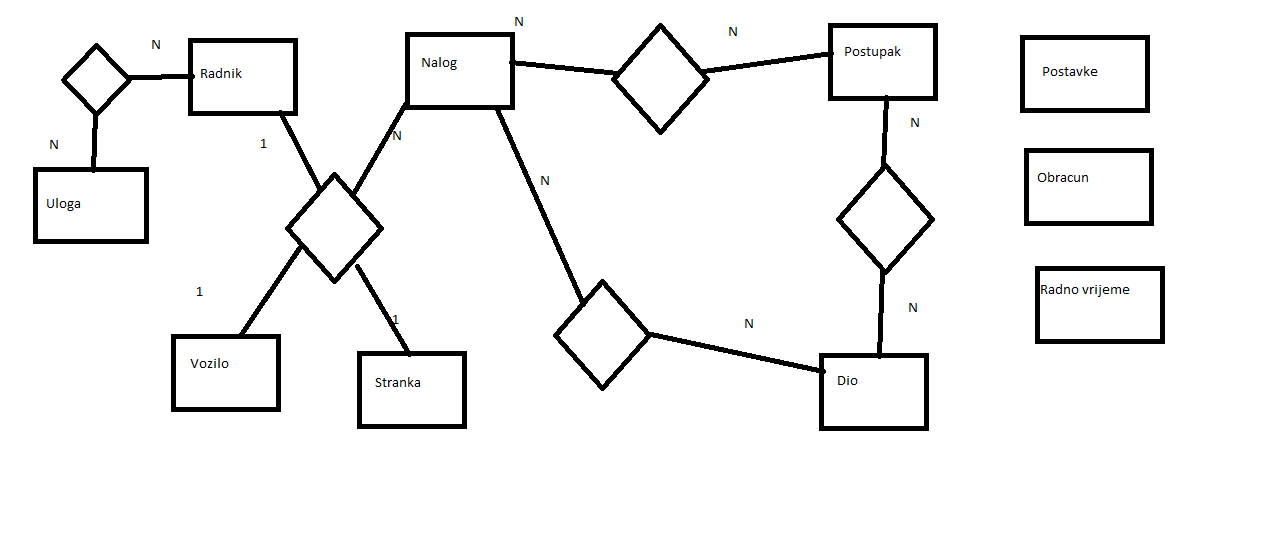 N
N
N
Radnik
Nalog
Postupak
Postavke
N
1
N
N
N
Uloga
Obracun
1
N
N
1
Radno vrijeme
Vozilo
Stranka
Dio